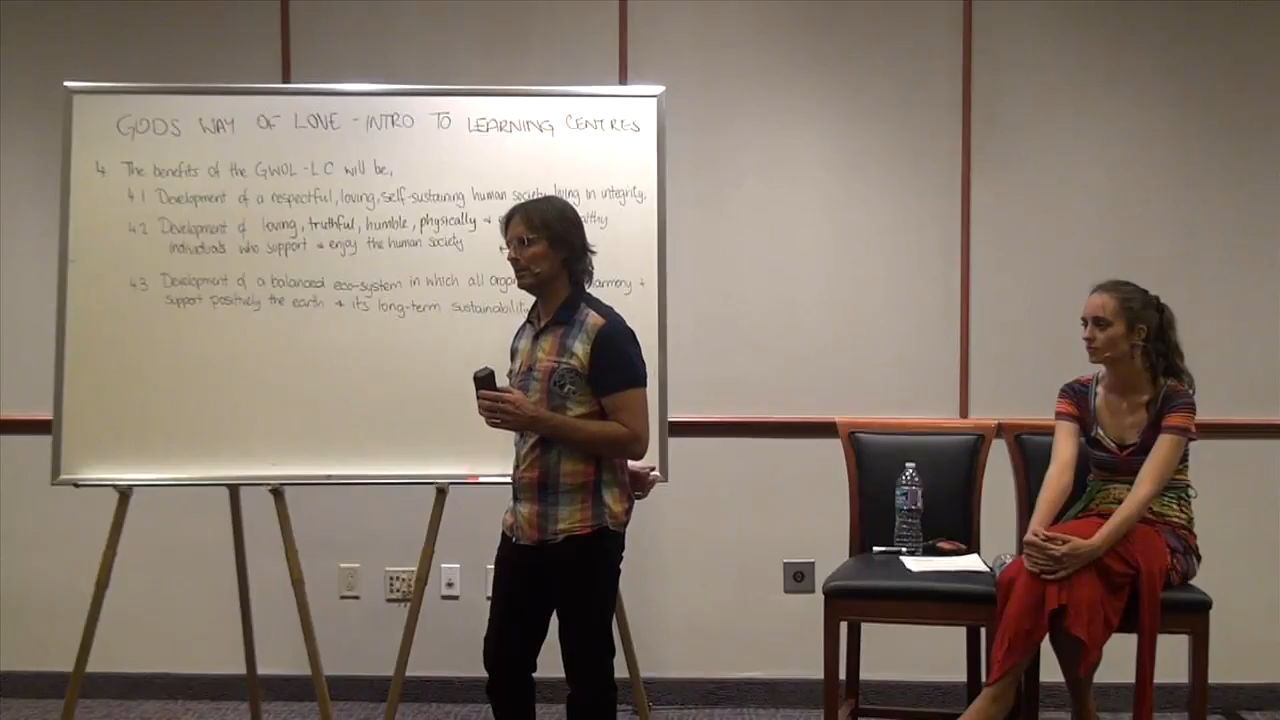 GODS WAY OF LOVE - INTRO TO LEARNING CENTRES
4. The benefits of the GWOL - LC will be,
4.1 Development of a respectful, loving, self-sustaining human society living in integrity,
4.2 Development of loving, truthful, humble, physically +
individuals who support + enjoy the human society
4.3 Development of a balanced eco-system in which all harmony +
support positively the earth + its long-term sustainability